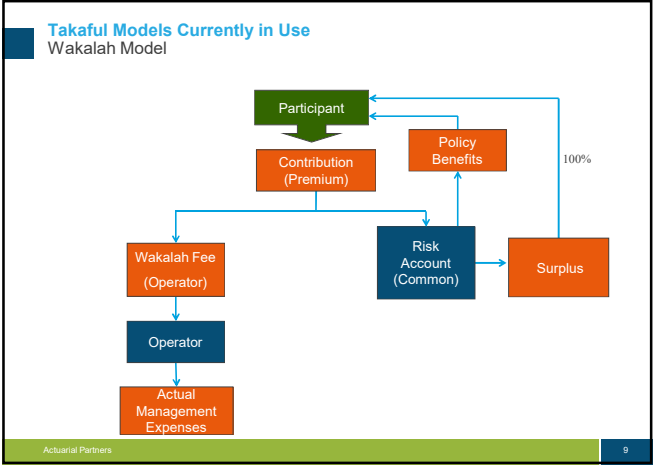 Takaful Models Currently in Use
Wakalah Model
Participant
Policy
Benefits
Contribution
(Premium)
100%
Wakalah Fee
(Operator)
Risk
Account
(Common)
Surplus
Operator
Actual
Management
Expenses
Actuarial Partners
9